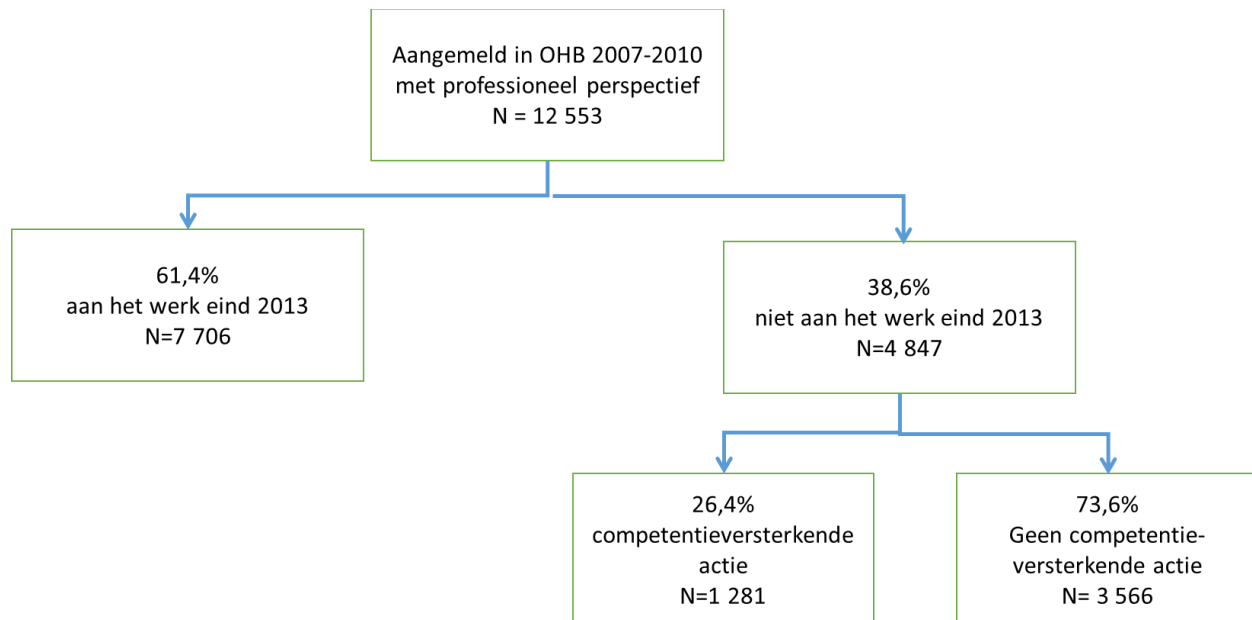 Aangemeld in OHB 2007-2010
met professioneel perspectief
N = 12 553
61,4%
aan het werk eind 2013
N=7 706
38,6%
niet aan het werk eind 2013
N=4 847
26,4%
competentieversterkende
actie
N=1 281
73,6%
Geen competentie-
versterkende actie
N= 3 566